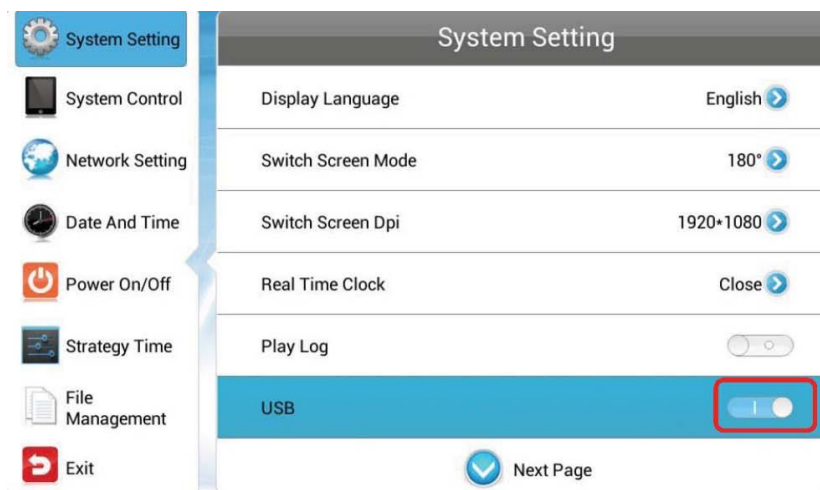 System Setting
System Control
Network Setting
Date And Time
Power On/Off
Strategy Time
File
Management
Exit
System Setting
Display Language English
Switch Screen Mode 180°
Switch Screen Dpi 1920*1080
Real Time Clock Close
Play Log
USB
Next Page